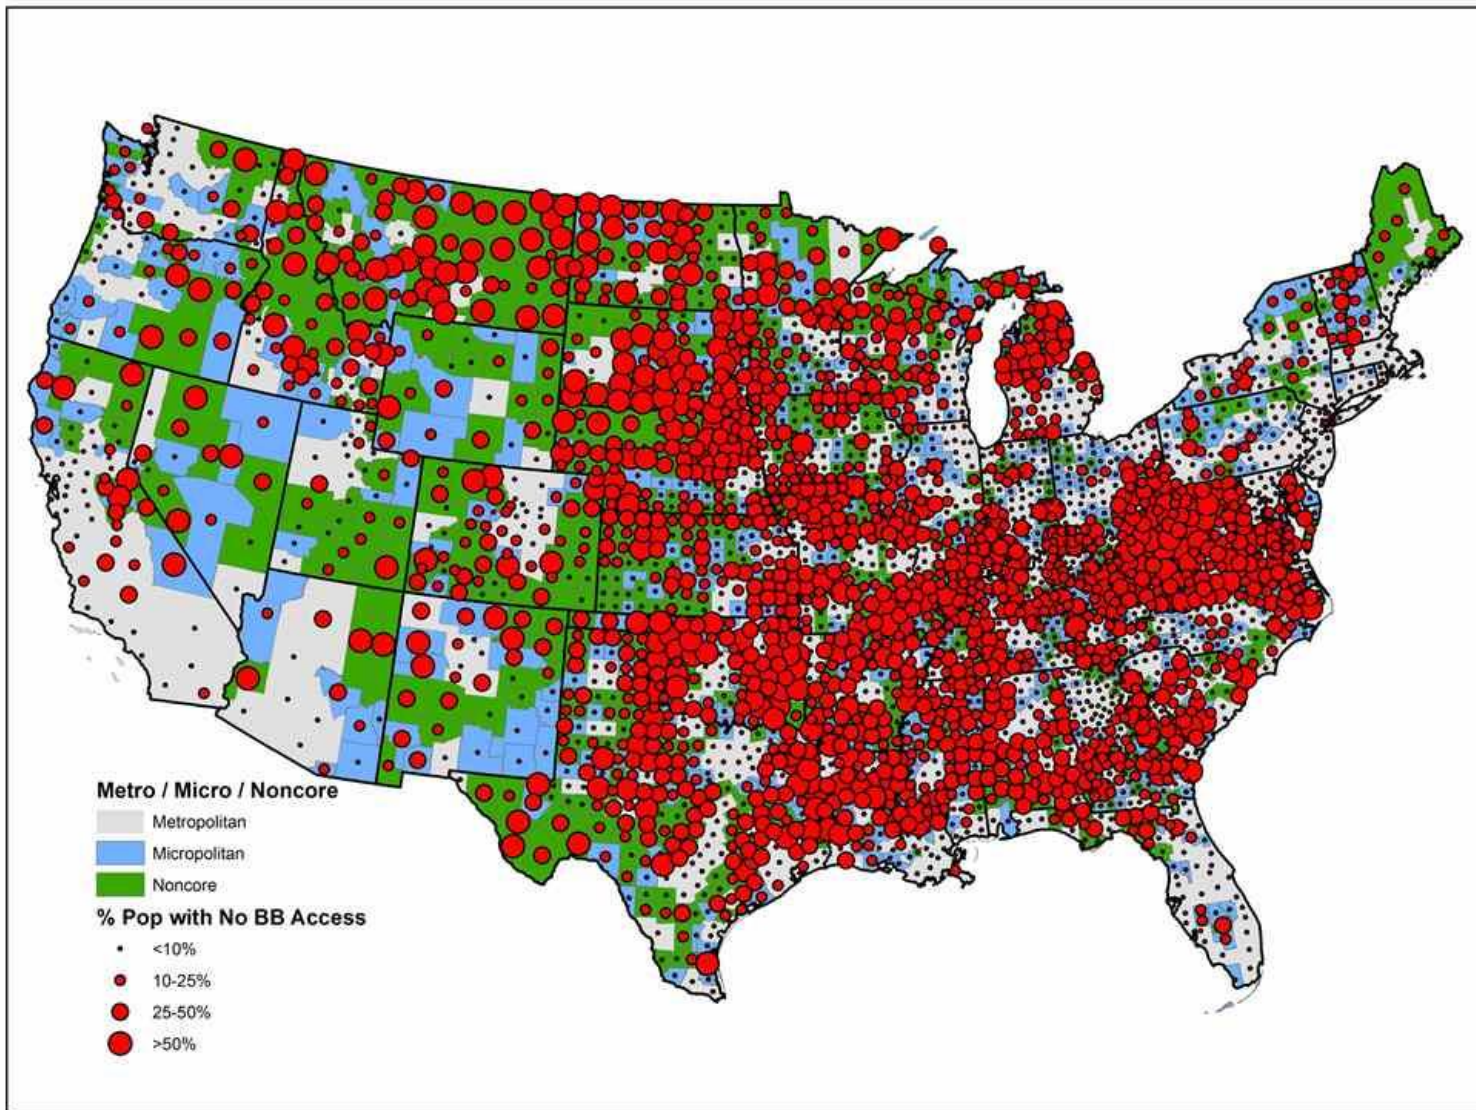 Metro / Micro / Noncore
Metropolitan
Micropolitan
Noncore
% Pop with No BB Access
<10%
10-25%
25-50%
>50%